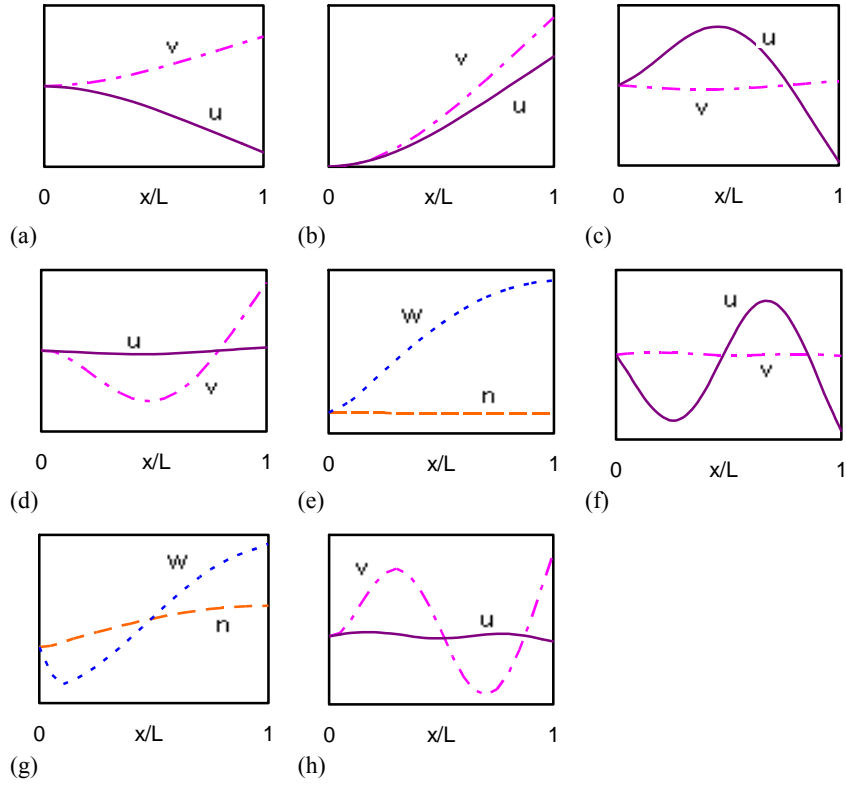 v
u
0 x/L 1
(a)
v
u
0 x/L 1
(b)
u
v
0 x/L 1
(c)
u
v
0 x/L 1
(d)
w
n
0 x/L 1
(e)
u
v
0 x/L 1
(f)
w
n
0 x/L 1
(g)
v
u
0 x/L 1
(h)